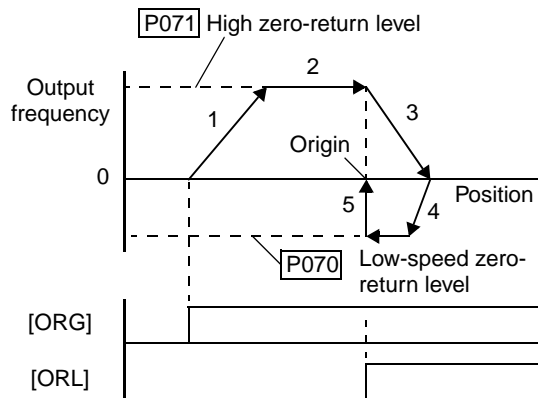 P071 High zero-return level
Output
frequency
1
2
3
Origin
0
Position
5
4
P070
Low-speed zero-
return level
[ORG]
[ORL]